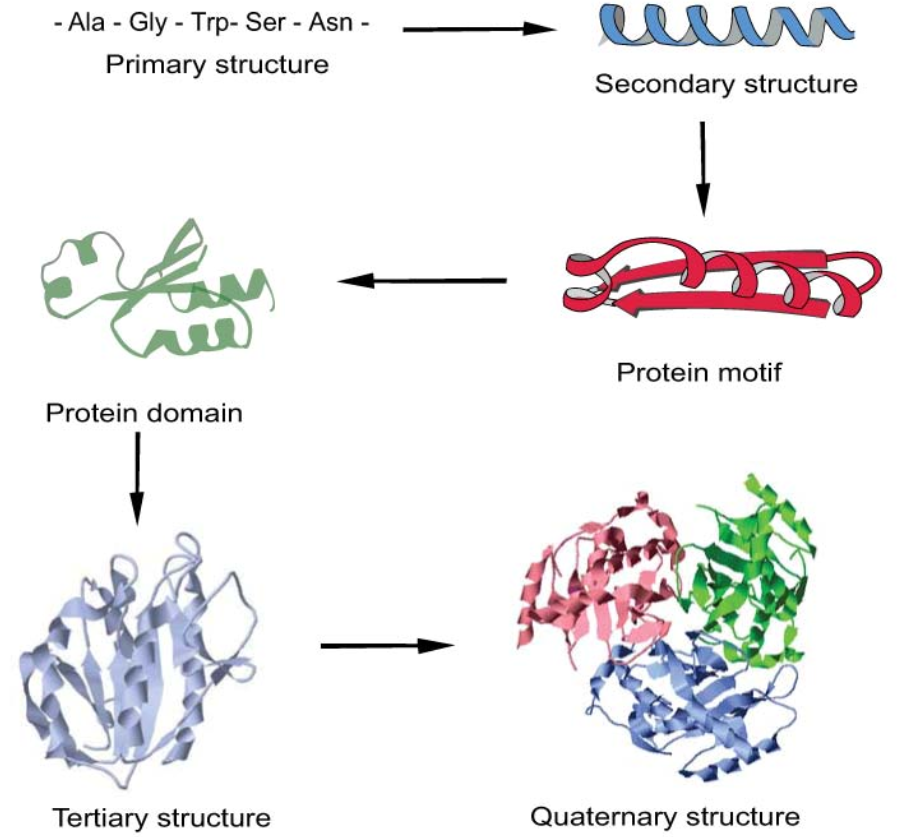 - Ala - Gly - Trp- Ser - Asn -
Primary structure
Secondary structure
Protein motif
Protein domain
Tertiary structure
Quaternary structure